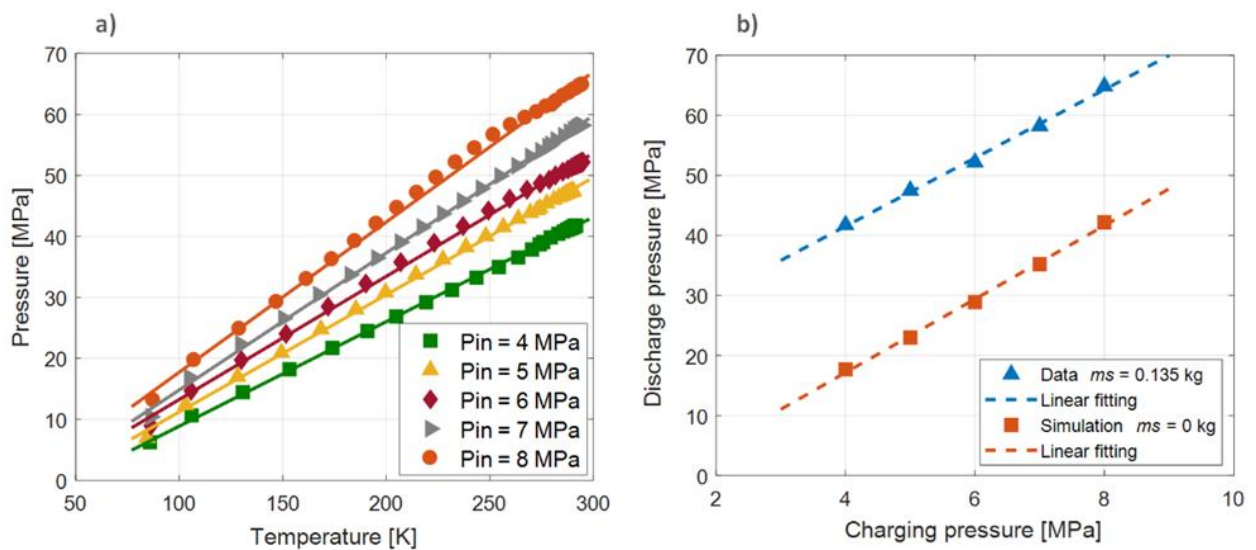 a)
Pressure [MPa]
70
60
50
40
30
20
10
0
50
100
150
200
250
300
Temperature [K]
Pin = 4 MPa
Pin = 5 MPa
Pin = 6 MPa
Pin = 7 MPa
Pin = 8 MPa
b)
Discharge pressure [MPa]
70
60
50
40
30
20
10
0
2
4
6
8
10
Charging pressure [MPa]
Data ms = 0.135 kg
Linear fitting
Simulation ms = 0 kg
Linear fitting